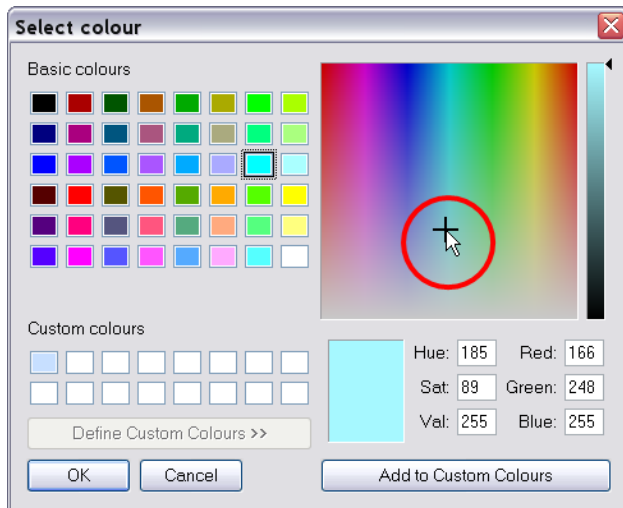 Select colour
Basic colours
Custom colours
Define Custom Colours >>
OK Cancel
Hue: 185 Red: 166
Sat: 89 Green: 248
Val: 255 Blue: 255
Add to Custom Colours